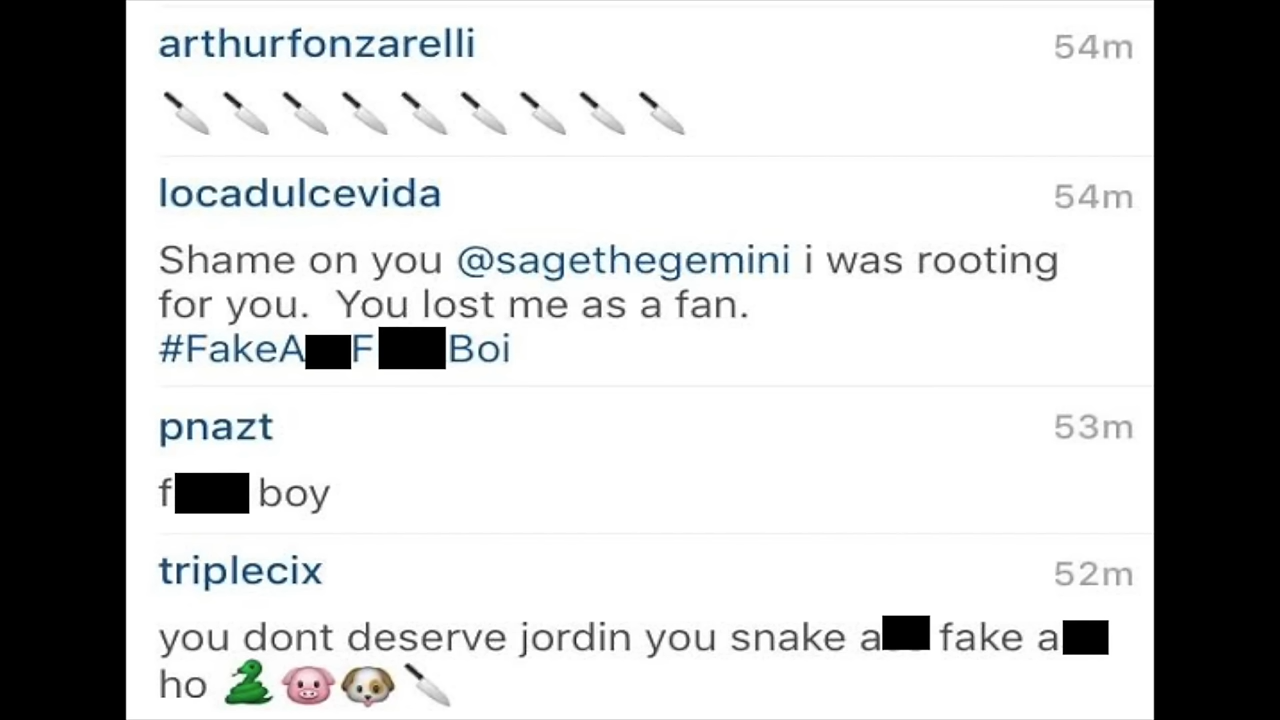 arthurfonzarelli 54m
🔪🔪🔪🔪🔪🔪🔪🔪🔪
locadulcevida 54m
Shame on you @sagethegemini i was rooting
for you. You lost me as a fan.
#FakeA F Boi
pnazt 53m
f boy
triplecix 52m
you dont deserve jordin you snake a fake a
ho 🐍🐷🐶🔪